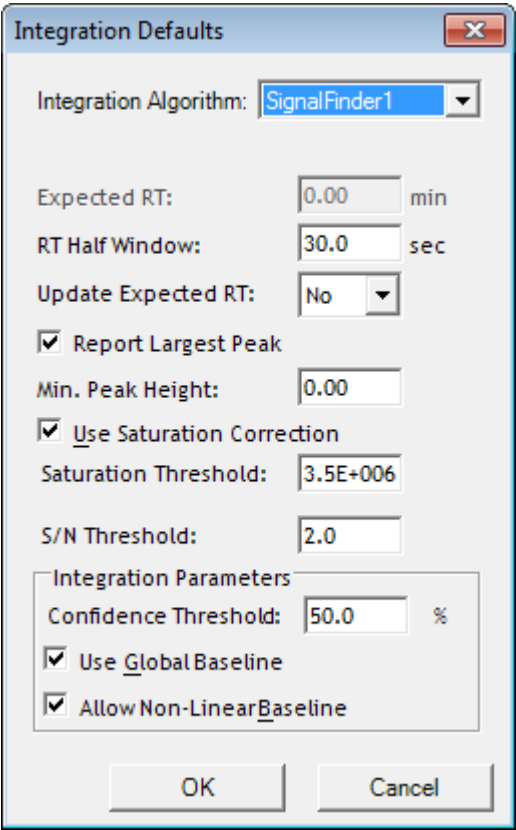 Integration Defaults
Integration Algorithm: SignalFinder1
Expected RT: 0.00 min
RT Half Window: 30.0 sec
Update Expected RT: No
Report Largest Peak
Min. Peak Height: 0.00
Use Saturation Correction
Saturation Threshold: 3.5E+006
S/N Threshold: 2.0
Integration Parameters
Confidence Threshold: 50.0 %
Use Global Baseline
Allow Non-LinearBaseline
OK Cancel